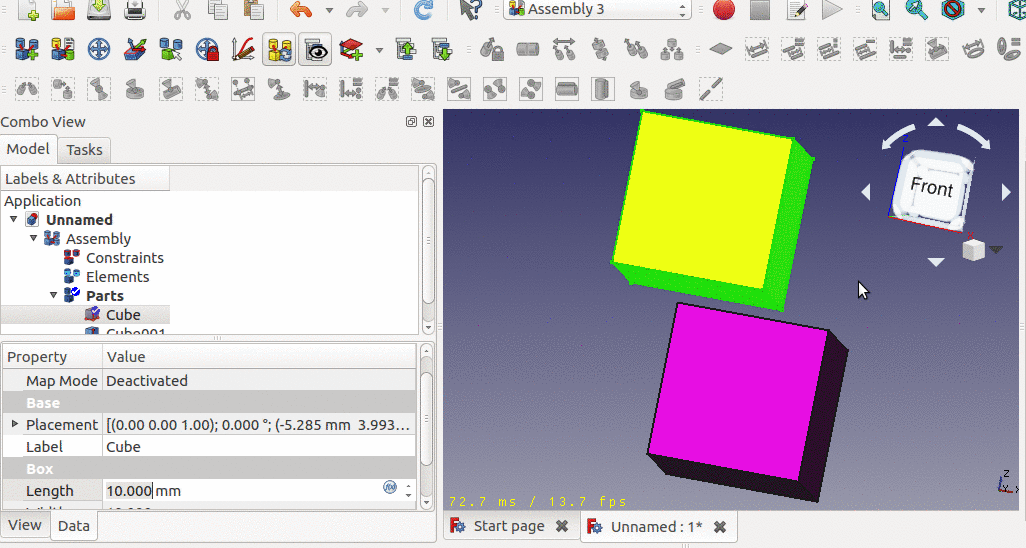 Assembly 3
Combo View
Model
Tasks
Labels & Attributes
Application
Unnamed
Assembly
Constraints
Elements
Parts
Cube
Cube001
Property
Value
Map Mode
Deactivated
Base
Placement
[(0.00 0.00 1.00); 0.000 °; (-5.285 mm  3.993...
Label
Cube
Box
Length
10.000 mm
View
Data
Front
Z
Y
X
72.7 ms / 13.7 fps
Start page
Unnamed : 1*